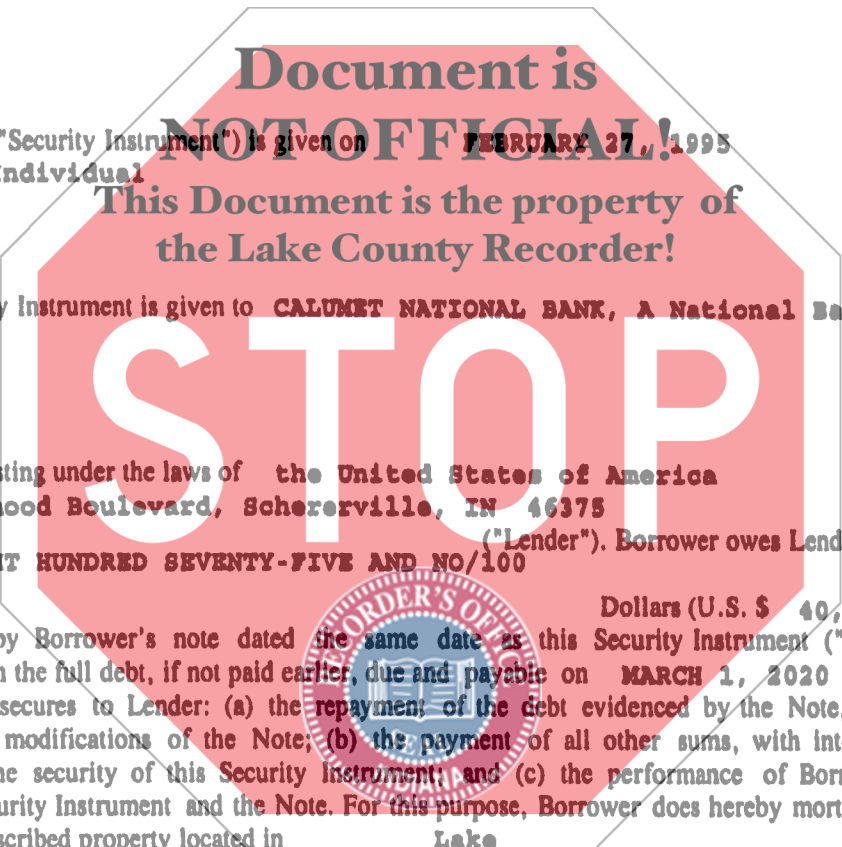 Document is
NOT OFFICIAL!
"Security Instrument") is given on FEBRUARY 27, 1995
Individual
This Document is the property of
the Lake County Recorder!
y Instrument is given to CALUMET NATIONAL BANK, A National Ba
STOP
sting under the laws of the United States of America
ood Boulevard, Schererville, IN 46375
("Lender"). Borrower owes Lend
T HUNDRED SEVENTY-FIVE AND NO/100
Dollars (U.S. $ 40,
by Borrower's note dated the same date as this Security Instrument ("
the full debt, if not paid earlier, due and payable on MARCH 1, 2020
secures to Lender: (a) the repayment of the debt evidenced by the Note,
modifications of the Note; (b) the payment of all other sums, with int
he security of this Security Instrument; and (c) the performance of Borr
urity Instrument and the Note. For this purpose, Borrower does hereby mort
scribed property located in Lake
RECORDER'S OFFICE
INDIANA